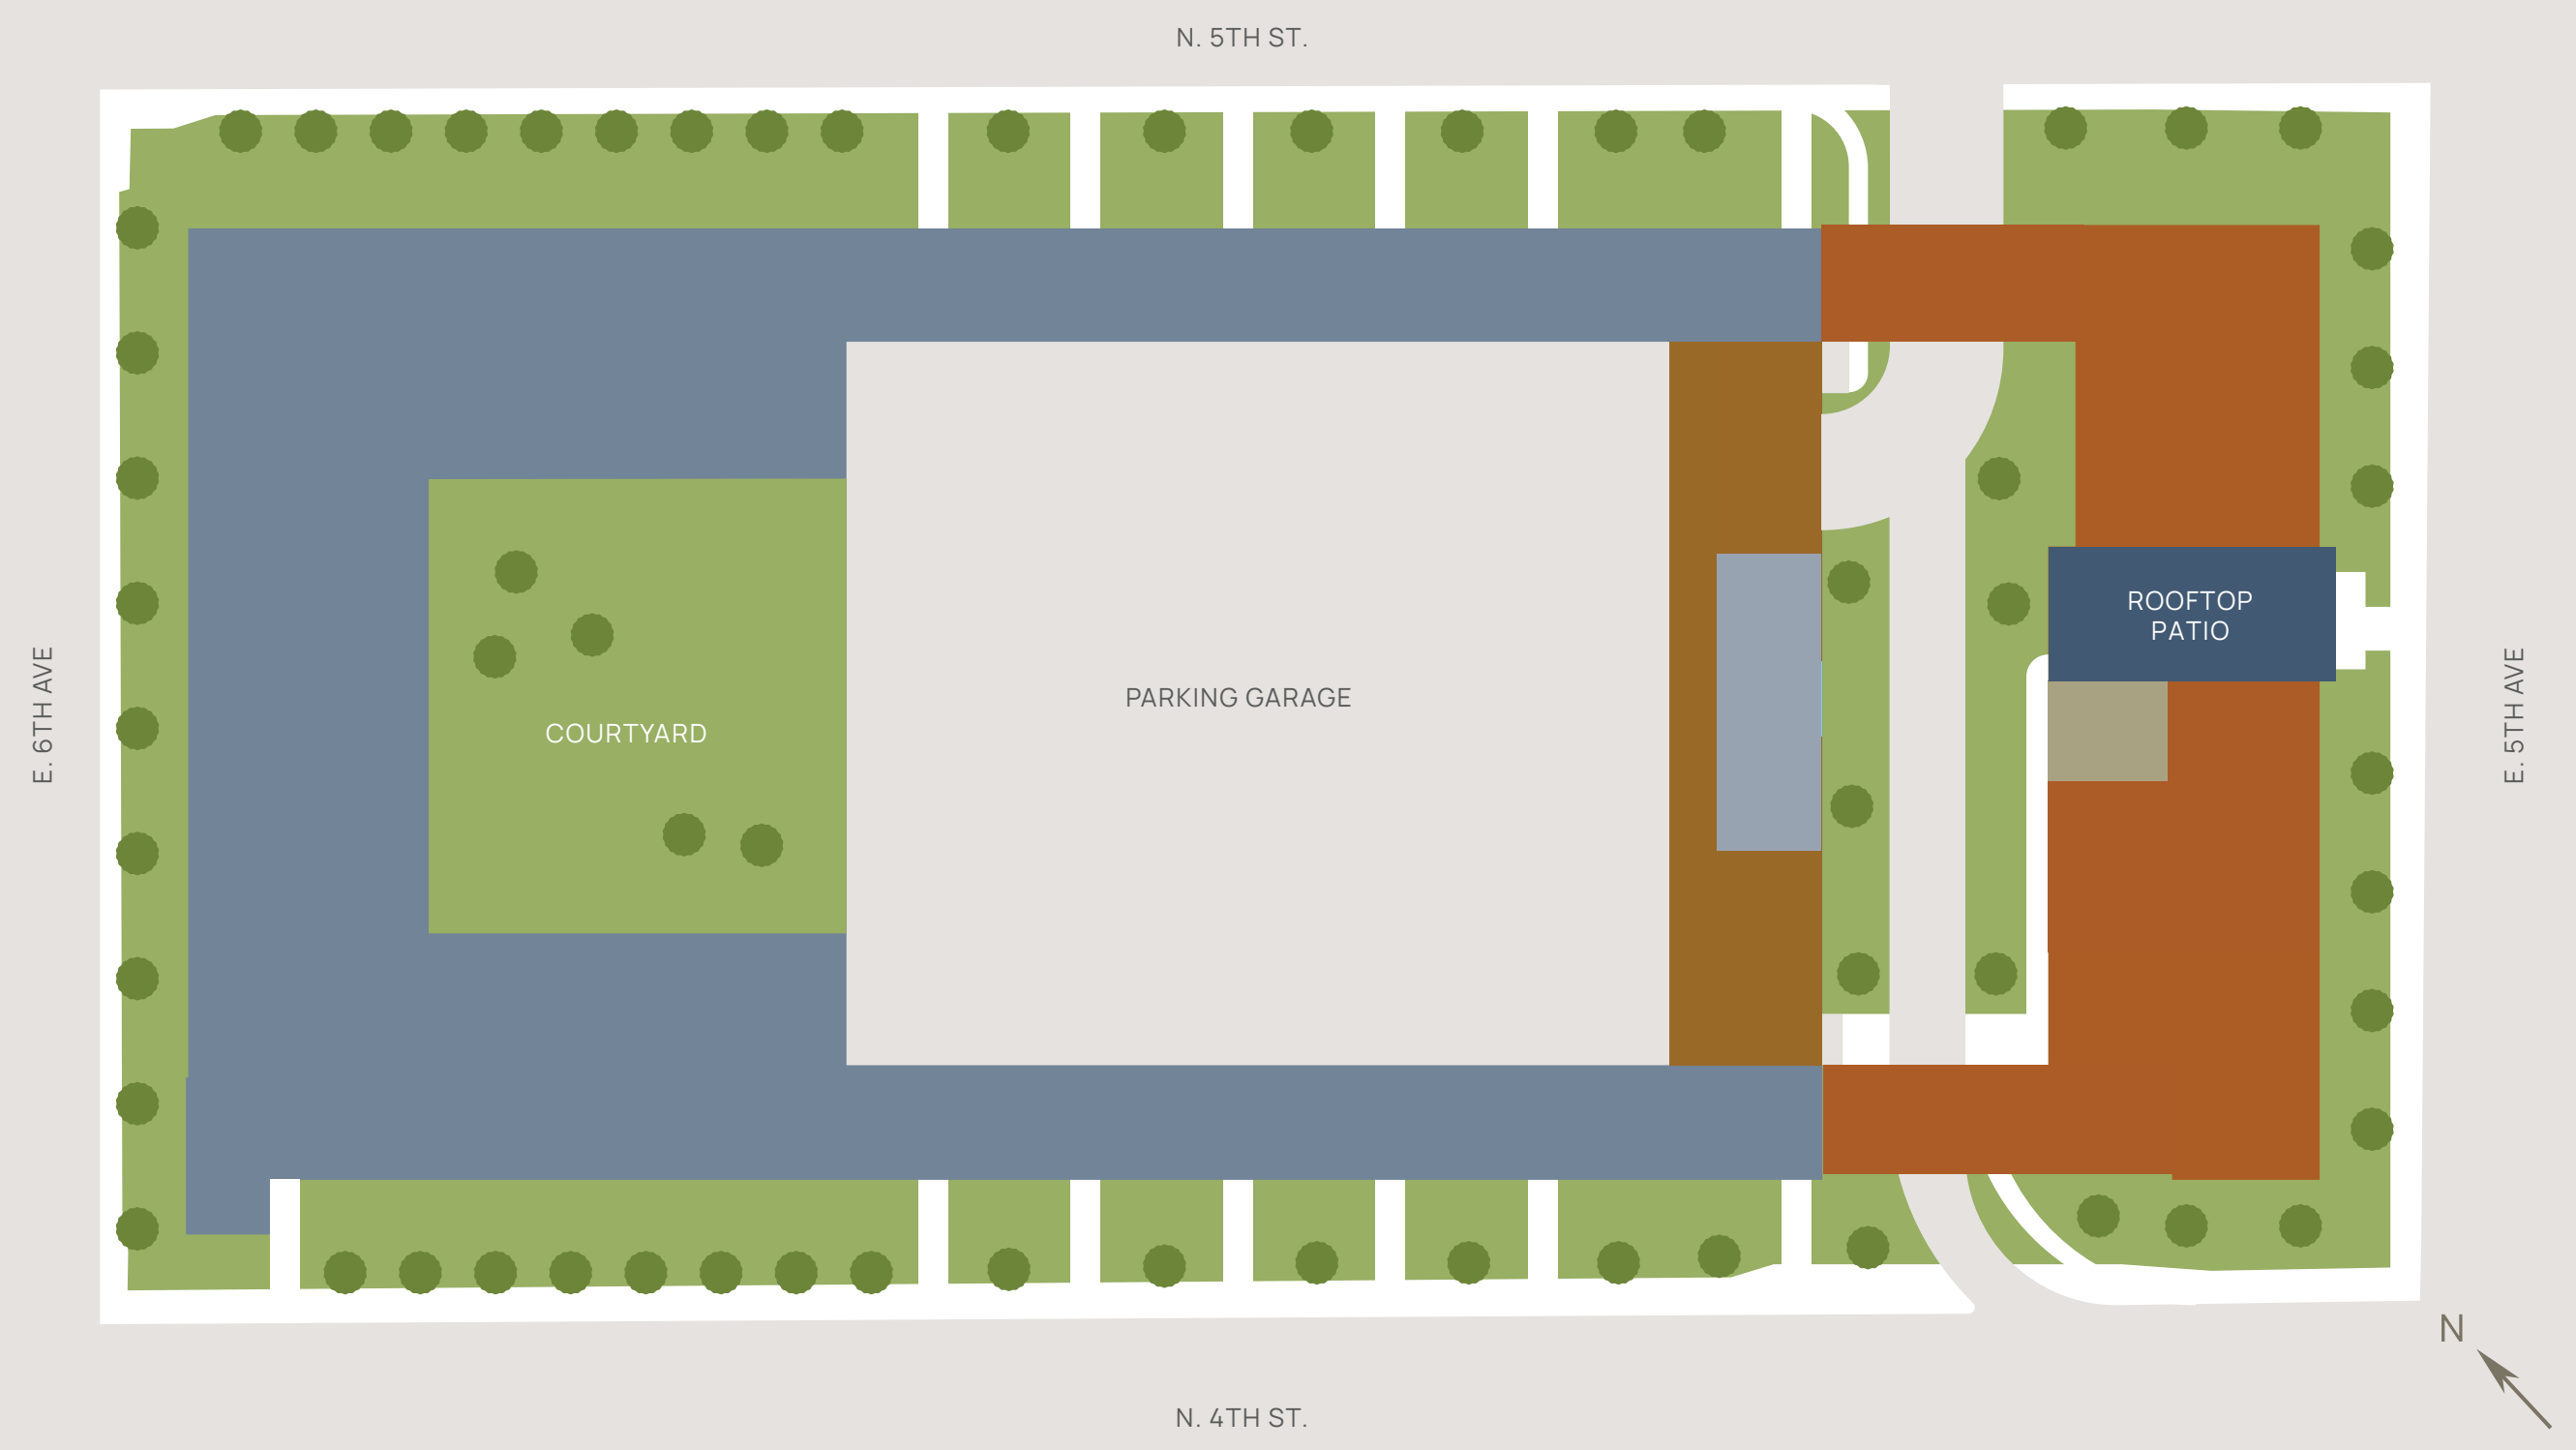 N. 5TH ST.
E. 6TH AVE
COURTYARD
PARKING GARAGE
ROOFTOP
PATIO
E. 5TH AVE
N. 4TH ST.
N